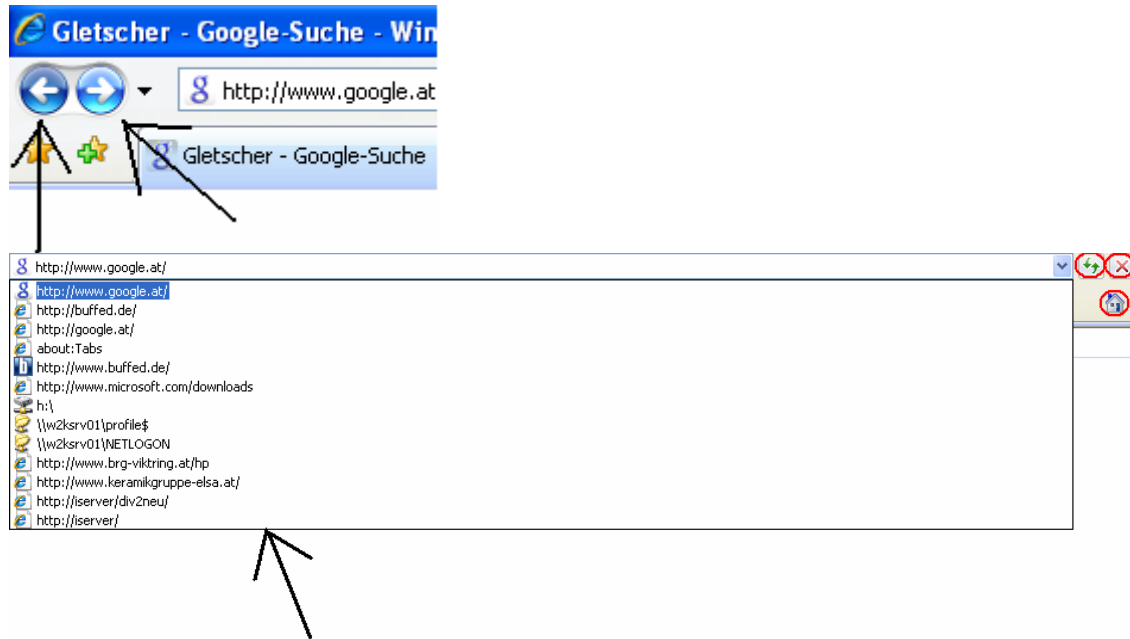 Gletscher - Google-Suche - Win
http://www.google.at
Gletscher - Google-Suche
http://www.google.at/
http://www.google.at/
http://buffed.de/
http://google.at/
about:Tabs
http://www.buffed.de/
http://www.microsoft.com/downloads
h:\
\\w2ksrv01\profile$
\\w2ksrv01\NETLOGON
http://www.brg-viktring.at/hp
http://www.keramikgruppe-elsa.at/
http://iserver/div2neu/
http://iserver/